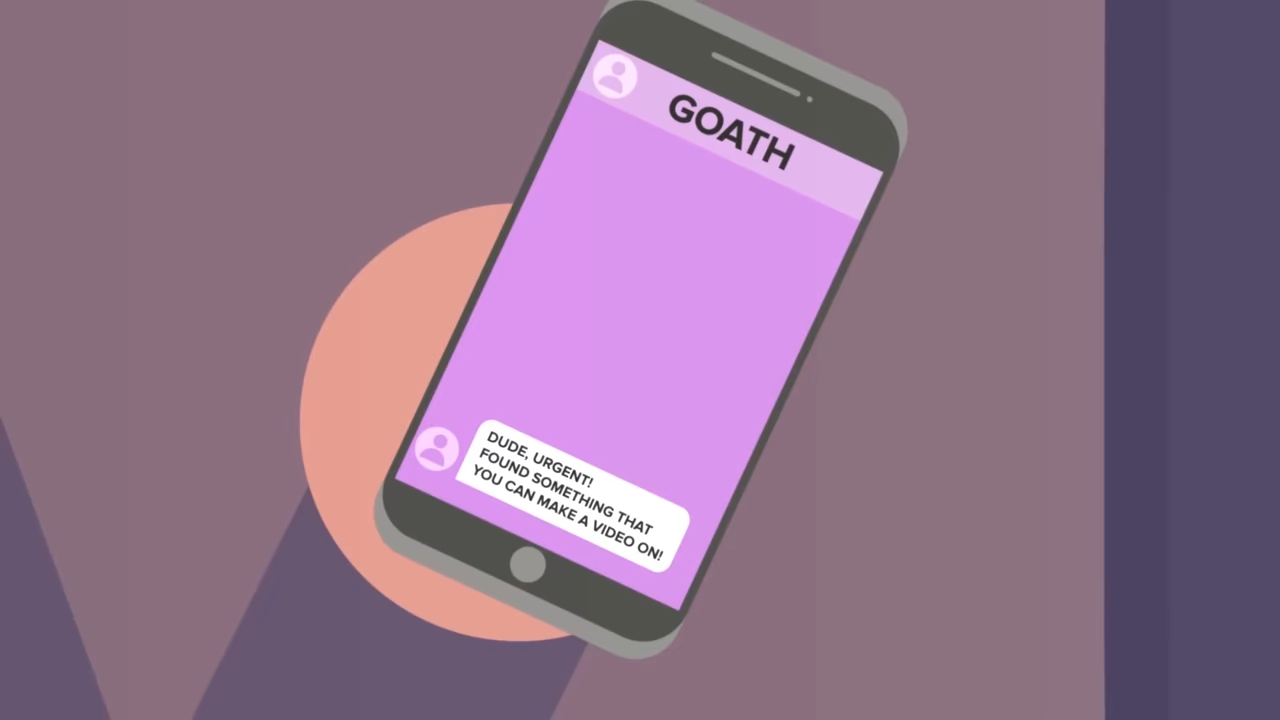 GOATH
DUDE, URGENT!
FOUND SOMETHING THAT
YOU CAN MAKE A VIDEO ON!